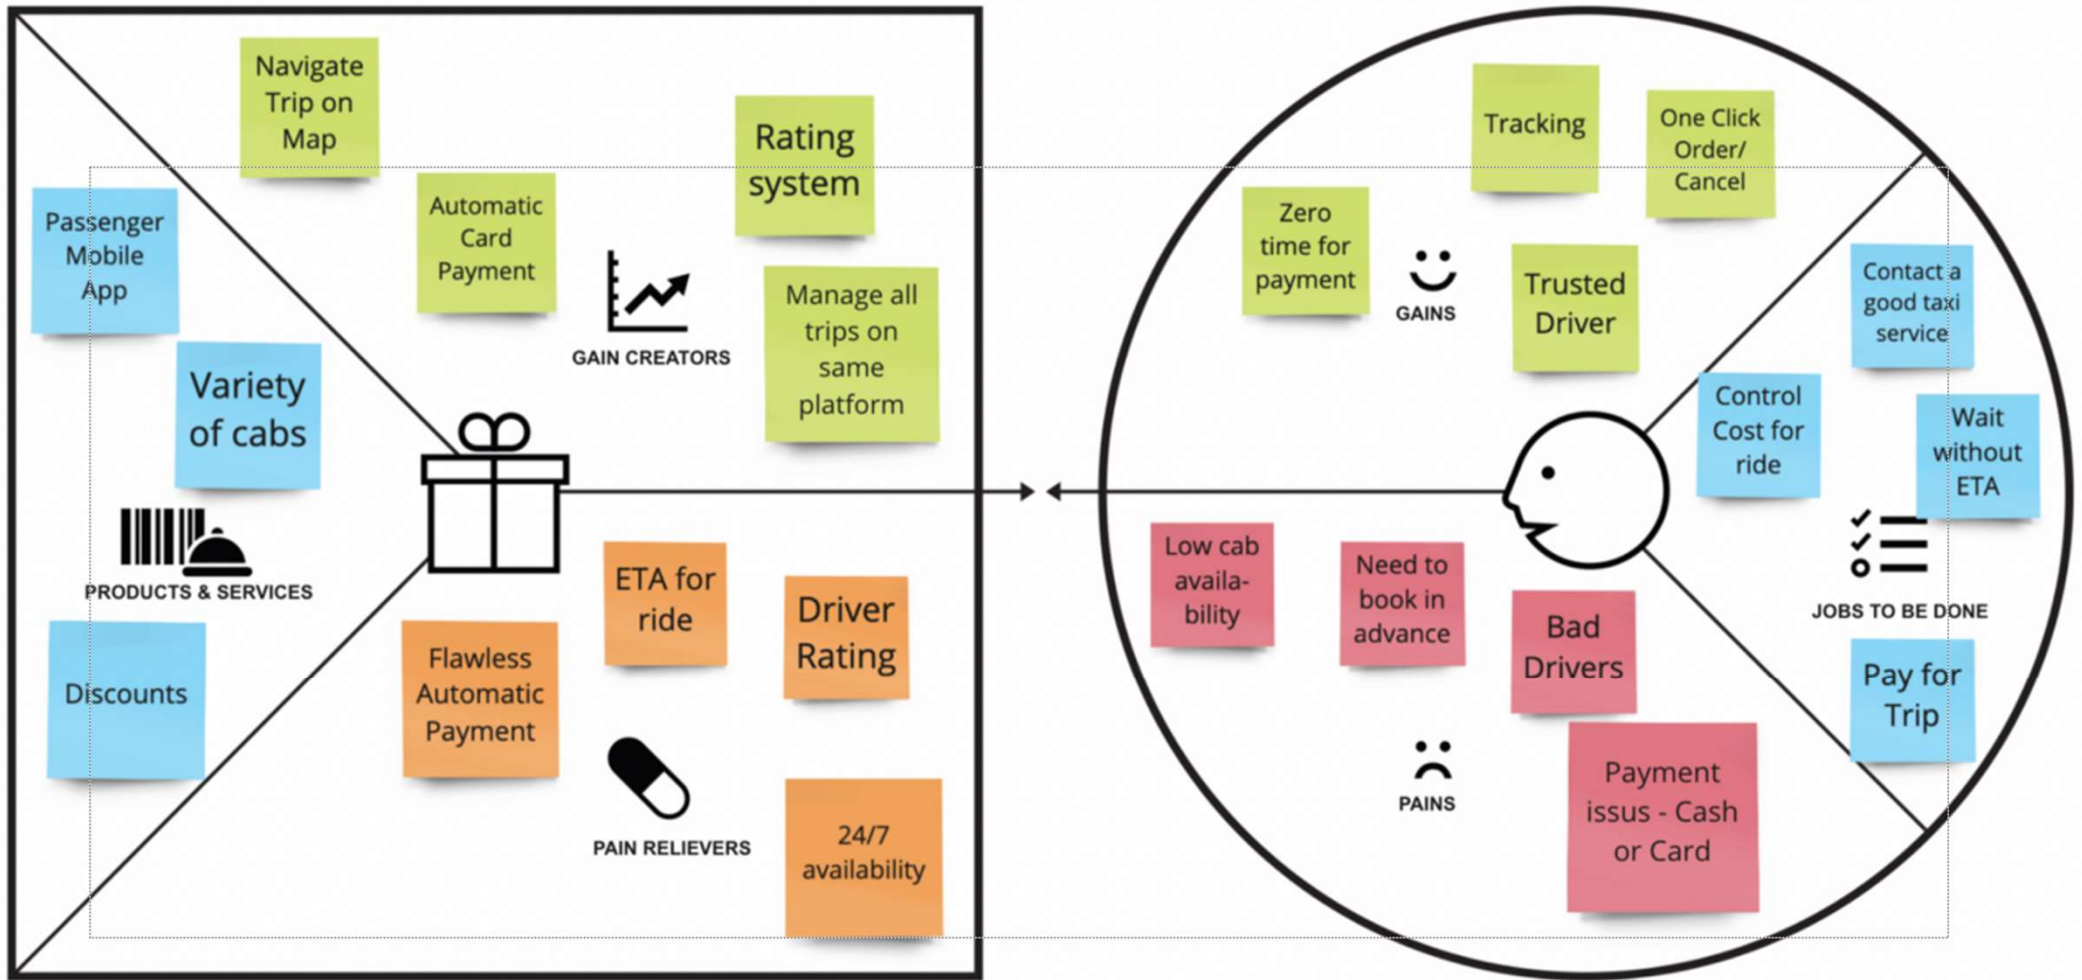 Navigate
Trip on
Map
Passenger
Mobile
App
Automatic
Card
Payment
Rating
system
Variety
of cabs
GAIN CREATORS
Manage all
trips on
same
platform
PRODUCTS & SERVICES
Discounts
Flawless
Automatic
Payment
ETA for
ride
Driver
Rating
PAIN RELIEVERS
24/7
availability
Tracking
One Click
Order/
Cancel
Zero
time for
payment
GAINS
Trusted
Driver
Contact a
good taxi
service
Control
Cost for
ride
Wait
without
ETA
JOBS TO BE DONE
Pay for
Trip
Low cab
availa-
bility
Need to
book in
advance
Bad
Drivers
PAINS
Payment
issus - Cash
or Card